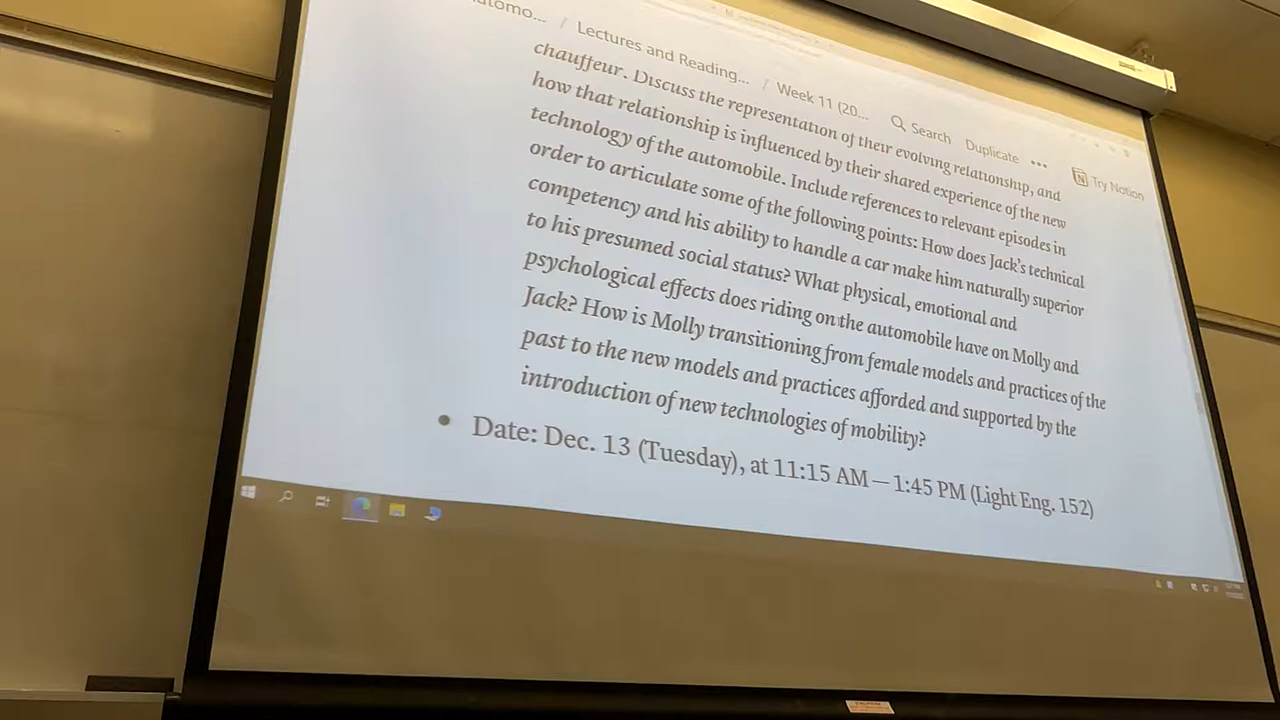 utomo... / Lectures and Reading... / Week 11 (20... Search Duplicate ••• Try Notion
chauffeur. Discuss the representation of their evolving relationship, and
how that relationship is influenced by their shared experience of the new
technology of the automobile. Include references to relevant episodes in
order to articulate some of the following points: How does Jack's technical
competency and his ability to handle a car make him naturally superior
to his presumed social status? What physical, emotional and
psychological effects does riding on the automobile have on Molly and
Jack? How is Molly transitioning from female models and practices of the
past to the new models and practices afforded and supported by the
introduction of new technologies of mobility?
• Date: Dec. 13 (Tuesday), at 11:15 AM — 1:45 PM (Light Eng. 152)